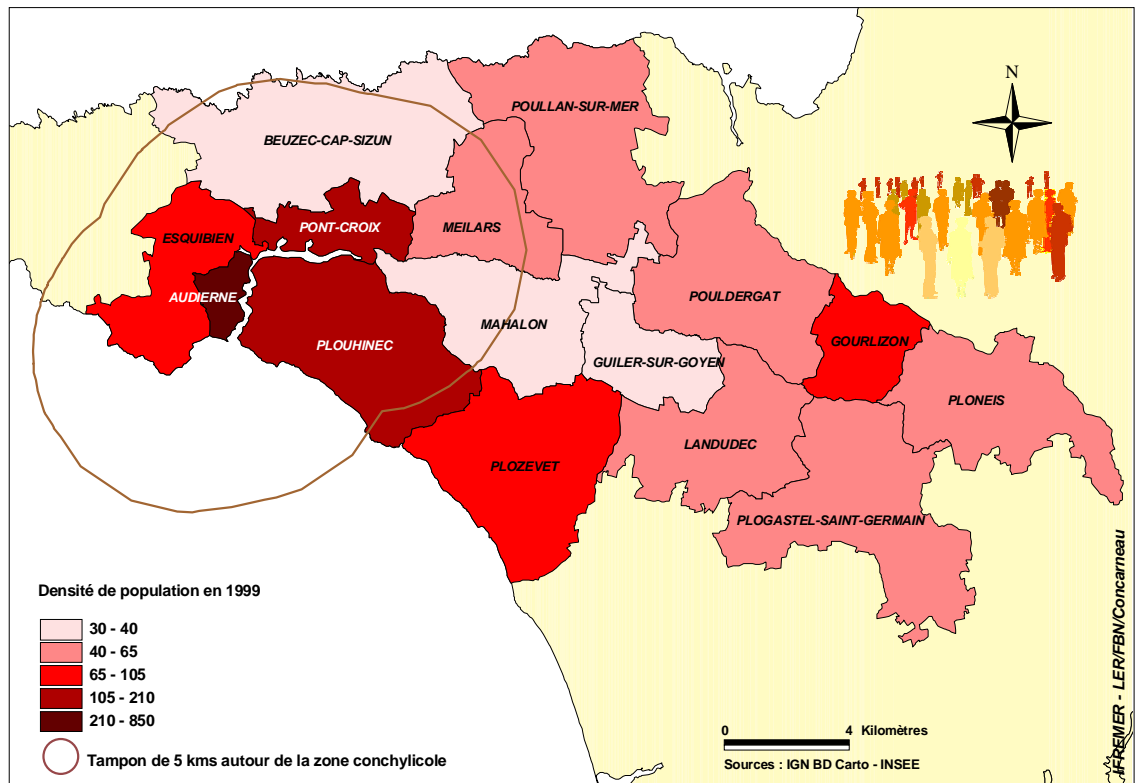 N
POULLAN-SUR-MER
BEUZEC-CAP-SIZUN
PONT-CROIX
MEILARS
ESQUIBIEN
AUDIERNE
MAHALON
POULDERGAT
PLOUHINEC
GOURLIZON
GUILER-SUR-GOYEN
PLONEIS
LANDUDEC
PLOZEVET
PLOGASTEL-SAINT-GERMAIN
Densité de population en 1999
30 - 40
40 - 65
65 - 105
105 - 210
210 - 850
Tampon de 5 kms autour de la zone conchylicole
0 4 Kilomètres
Sources : IGN BD Carto - INSEE
IFREMER - LER/FBN/Concarneau